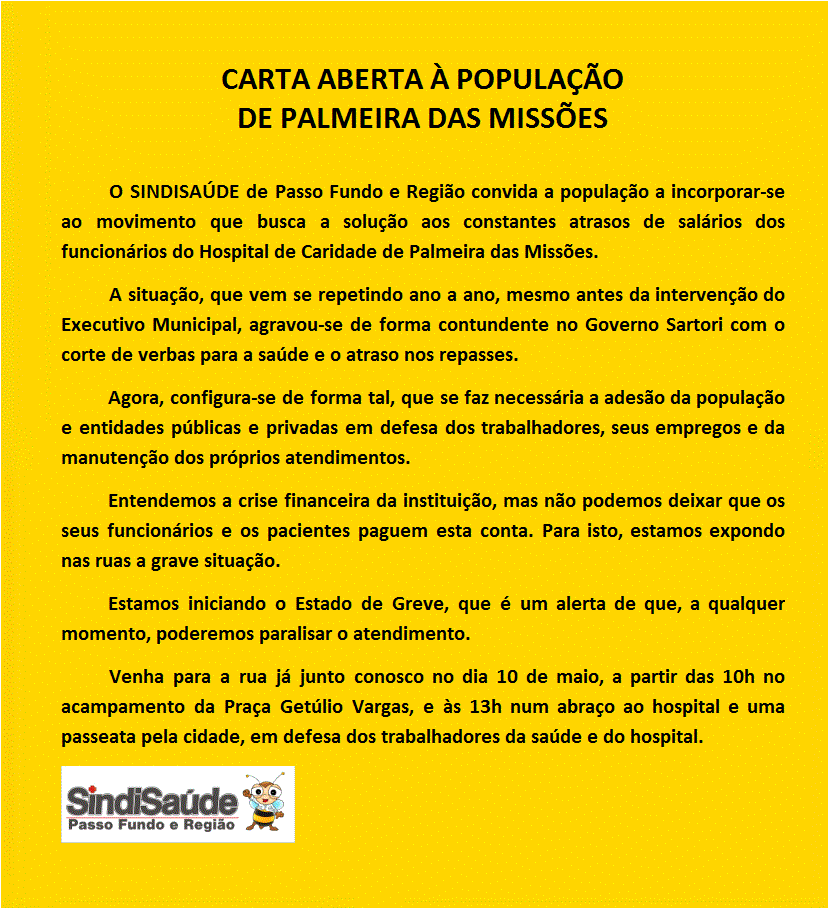 CARTA ABERTA À POPULAÇÃO
DE PALMEIRA DAS MISSÕES
O SINDISAÚDE de Passo Fundo e Região convida a população a incorporar-se
ao movimento que busca a solução aos constantes atrasos de salários dos
funcionários do Hospital de Caridade de Palmeira das Missões.
A situação, que vem se repetindo ano a ano, mesmo antes da intervenção do
Executivo Municipal, agravou-se de forma contundente no Governo Sartori com o
corte de verbas para a saúde e o atraso nos repasses.
Agora, configura-se de forma tal, que se faz necessária a adesão da população
e entidades públicas e privadas em defesa dos trabalhadores, seus empregos e da
manutenção dos próprios atendimentos.
Entendemos a crise financeira da instituição, mas não podemos deixar que os
seus funcionários e os pacientes paguem esta conta. Para isto, estamos expondo
nas ruas a grave situação.
Estamos iniciando o Estado de Greve, que é um alerta de que, a qualquer
momento, poderemos paralisar o atendimento.
Venha para a rua já junto conosco no dia 10 de maio, a partir das 10h no
acampamento da Praça Getúlio Vargas, e às 13h num abraço ao hospital e uma
passeata pela cidade, em defesa dos trabalhadores da saúde e do hospital.
SindiSaúde
Passo Fundo e Região